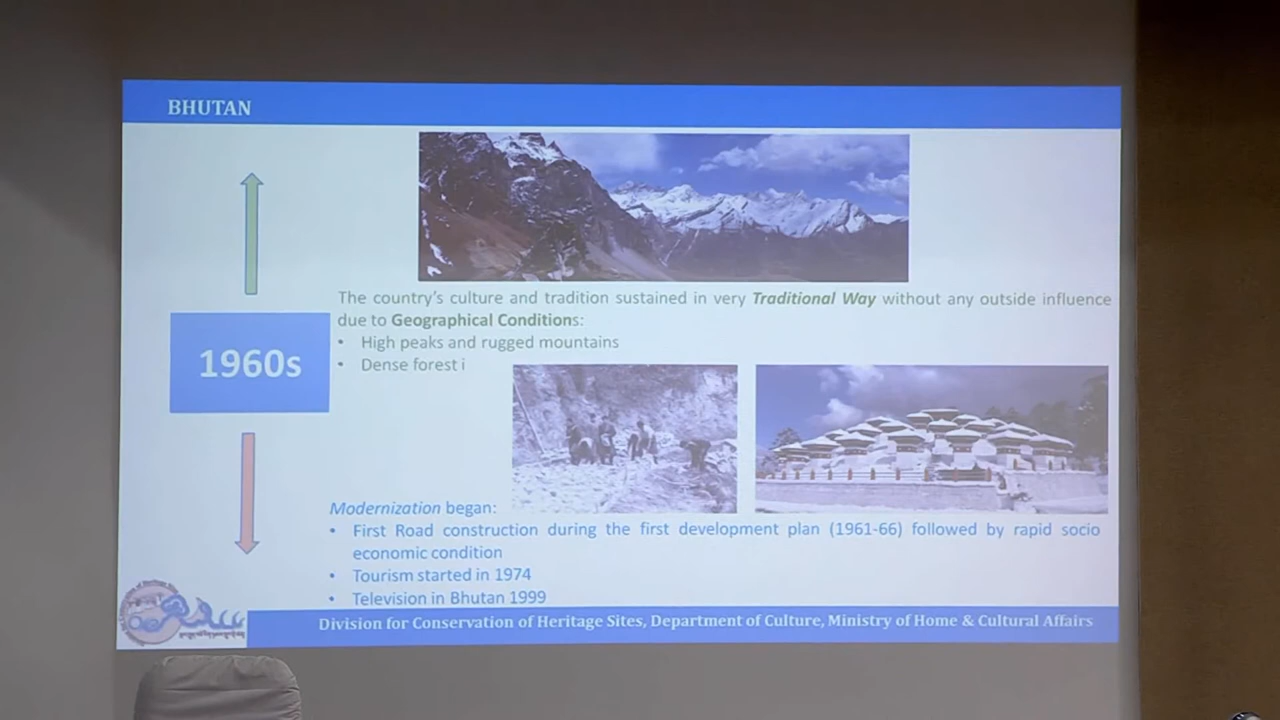 BHUTAN
The country's culture and tradition sustained in very Traditional Way without any outside influence
due to Geographical Conditions:
1960s
• High peaks and rugged mountains
• Dense forest i
Modernization began:
• First Road construction during the first development plan (1961-66) followed by rapid socio
economic condition
• Tourism started in 1974
• Television in Bhutan 1999
Division for Conservation of Heritage Sites, Department of Culture, Ministry of Home & Cultural Affairs